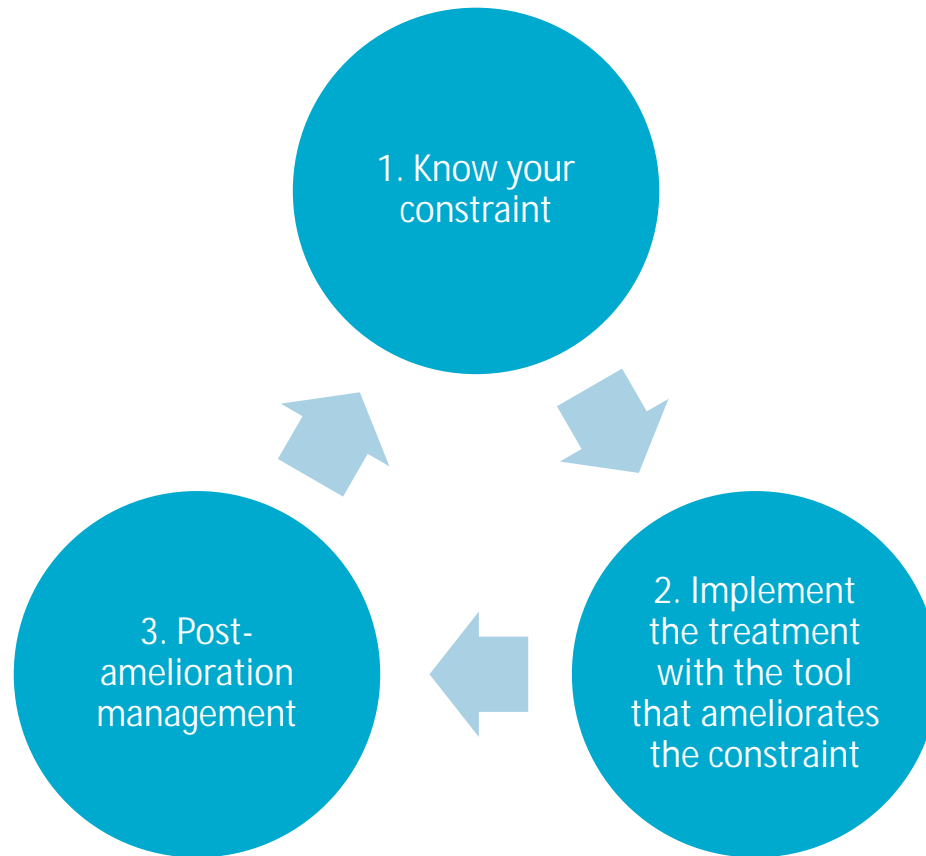 1. Know your
constraint
2. Implement
the treatment
with the tool
that ameliorates
the constraint
3. Post-
amelioration
management